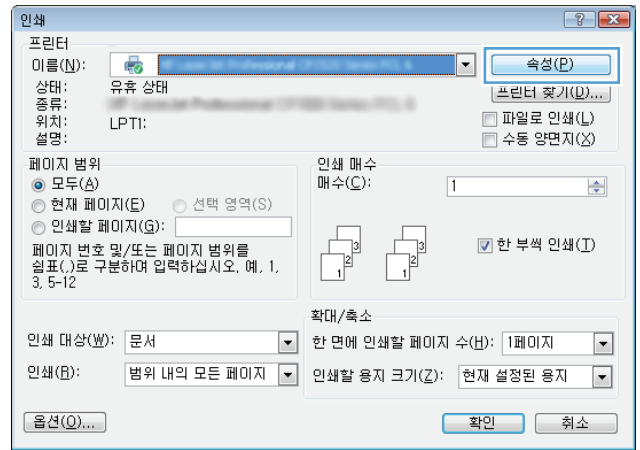 인쇄
프린터
이름(N):
속성(P)
상태: 유휴 상태
프린터 찾기(D)...
종류:
위치: LPT1:
파일로 인쇄(L)
설명:
수동 양면지(X)
페이지 범위
모두(A)
현재 페이지(E) 선택 영역(S)
인쇄할 페이지(G):
페이지 번호 및/또는 페이지 범위를
쉼표(,)로 구분하여 입력하십시오. 예, 1,
3, 5-12
인쇄 매수
매수(C): 1
3 3
2 2
1 1
한 부씩 인쇄(T)
인쇄 대상(W): 문서
인쇄(R): 범위 내의 모든 페이지
확대/축소
한 면에 인쇄할 페이지 수(H): 1페이지
인쇄할 용지 크기(Z): 현재 설정된 용지
옵션(O)...
확인 취소